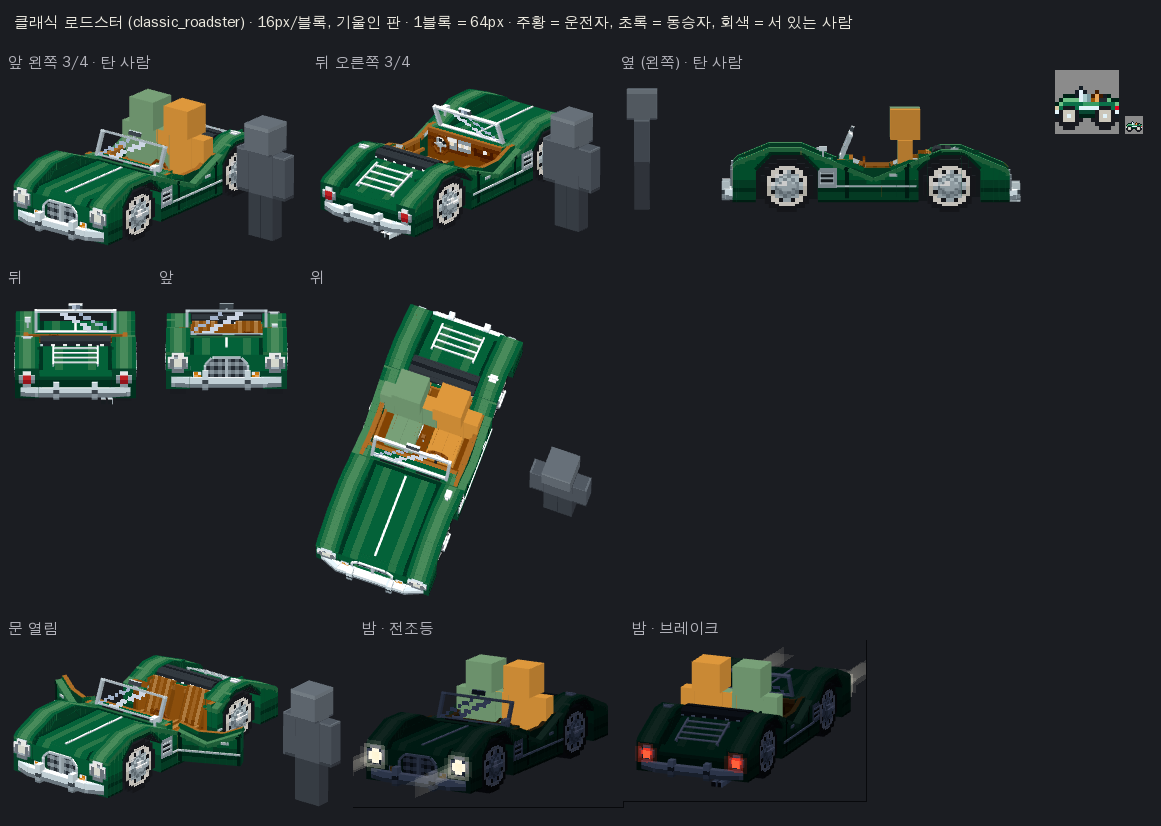 클래식 로드스터 (classic_roadster) · 16px/블록, 기울인 판 · 1블록 = 64px · 주황 = 운전자, 초록 = 동승자, 회색 = 서 있는 사람
앞 왼쪽 3/4 · 탄 사람
뒤 오른쪽 3/4
옆 (왼쪽) · 탄 사람
뒤
앞
위
문 열림
밤 · 전조등
밤 · 브레이크